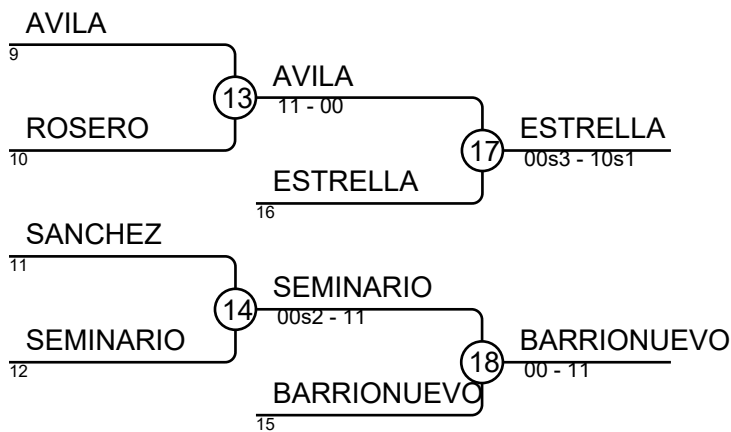 AVILA
9
13
AVILA
11 - 00
ROSERO
10
17
ESTRELLA
00s3 - 10s1
ESTRELLA
16
SANCHEZ
11
14
SEMINARIO
00s2 - 11
SEMINARIO
12
18
BARRIONUEVO
00 - 11
BARRIONUEVO
15